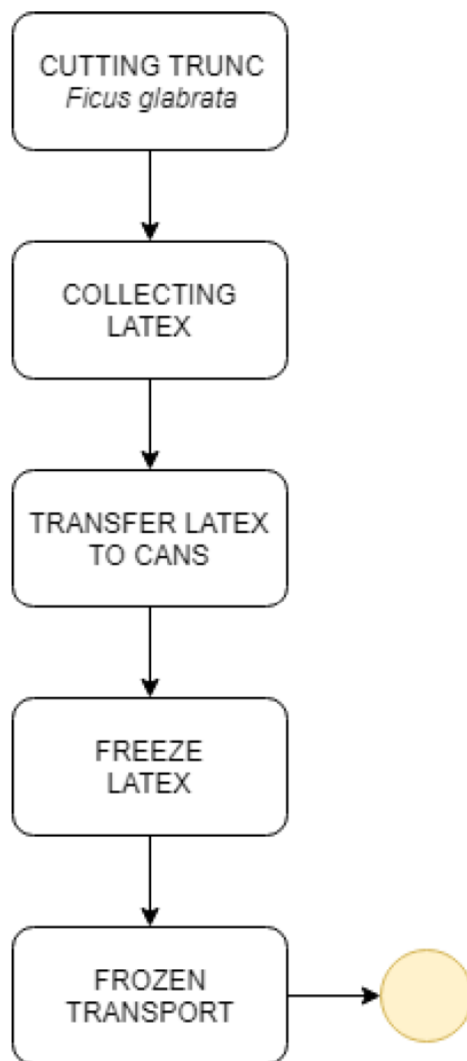 CUTTING TRUNC
Ficus glabrata
COLLECTING
LATEX
TRANSFER LATEX
TO CANS
FREEZE
LATEX
FROZEN
TRANSPORT